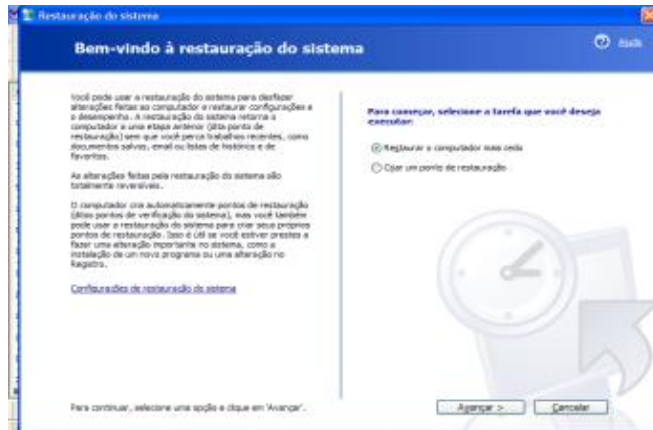 Restauração do sistema
Bem-vindo à restauração do sistema
Ajuda
Você pode usar a restauração do sistema para desfazer
alterações feitas ao computador e restaurar configurações e
o desempenho. A restauração do sistema retorna o
computador a uma etapa anterior (dita ponto de
restauração) sem que você perca trabalhos recentes, como
documentos salvos, email ou listas de histórico e de
favoritos.
As alterações feitas pela restauração do sistema são
totalmente reversíveis.
O computador cria automaticamente pontos de restauração
(ditos pontos de verificação do sistema), mas você também
pode usar a restauração do sistema para criar seus próprios
pontos de restauração. Isso é útil se você estiver prestes a
fazer uma alteração importante no sistema, como a
instalação de um novo programa ou uma alteração no
Registro.
Configurações de restauração do sistema
Para começar, selecione a tarefa que você deseja
executar:
Restaurar o computador mais cedo
Criar um ponto de restauração
Para continuar, selecione uma opção e clique em 'Avançar'.
Avançar >
Cancelar